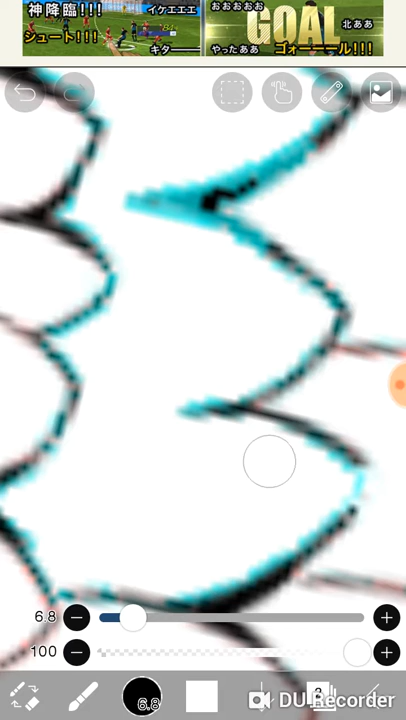 神降臨!!!
イケエエエ
ジュート!!!
キター
おおおおお
GOAL
北ああ
やったああ
ゴォーーール!!!
6.8
100
6.8
DU Recorder